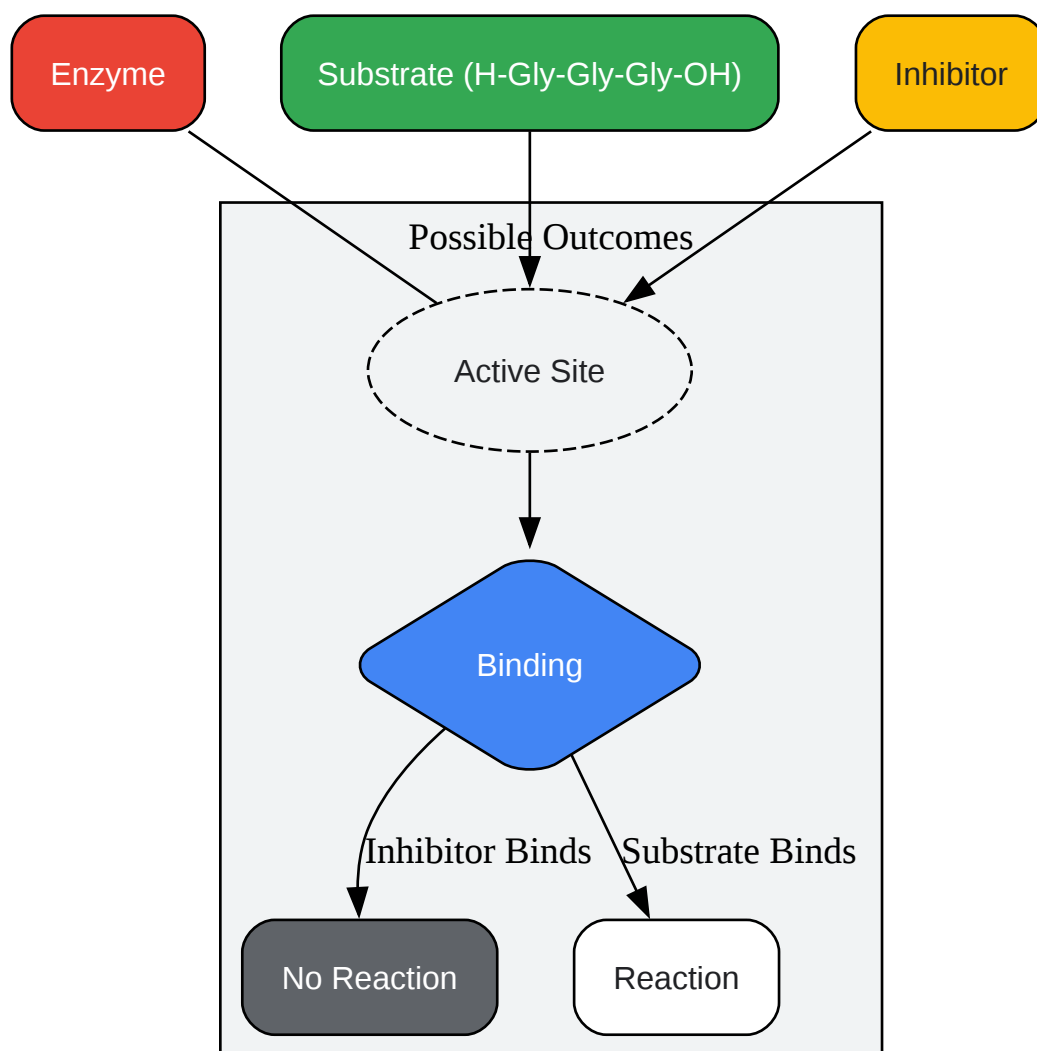 Enzyme
Substrate (H-Gly-Gly-Gly-OH)
Inhibitor
Possible Outcomes
Active Site
Binding
Inhibitor Binds
Substrate Binds
No Reaction
Reaction